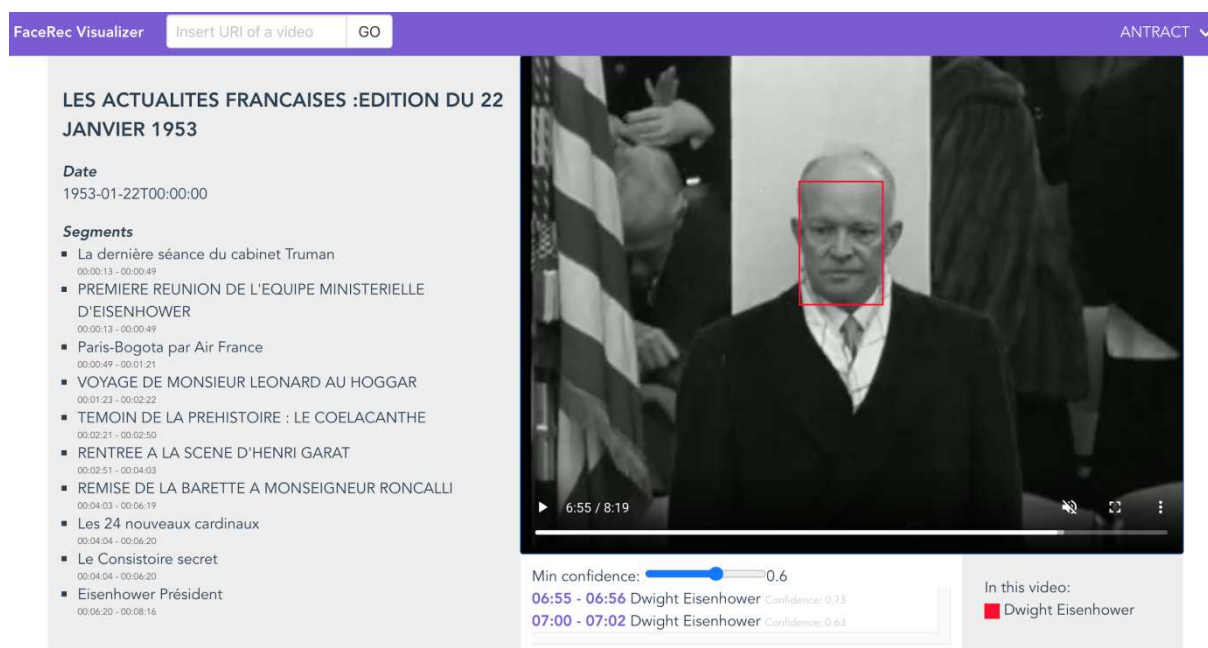 FaceRec Visualizer
Insert URI of a video
GO
ANTRACT
LES ACTUALITES FRANCAISES :EDITION DU 22
JANVIER 1953
Date
1953-01-22T00:00:00
Segments
La dernière séance du cabinet Truman
00:00:13 - 00:00:49
PREMIERE REUNION DE L'EQUIPE MINISTERIELLE
D'EISENHOWER
00:00:13 - 00:00:49
Paris-Bogota par Air France
00:00:49 - 00:01:21
VOYAGE DE MONSIEUR LEONARD AU HOGGAR
00:01:23 - 00:02:22
TEMOIN DE LA PREHISTOIRE : LE COELACANTHE
00:02:21 - 00:02:50
RENTREE A LA SCENE D'HENRI GARAT
00:02:51 - 00:04:03
REMISE DE LA BARETTE A MONSEIGNEUR RONCALLI
00:04:03 - 00:06:19
Les 24 nouveaux cardinaux
00:04:04 - 00:06:20
Le Consistoire secret
00:04:04 - 00:06:20
Eisenhower Président
00:06:20 - 00:08:16
6:55 / 8:19
Min confidence: 0.6
06:55 - 06:56 Dwight Eisenhower Confidence: 0.73
07:00 - 07:02 Dwight Eisenhower Confidence: 0.63
In this video:
Dwight Eisenhower